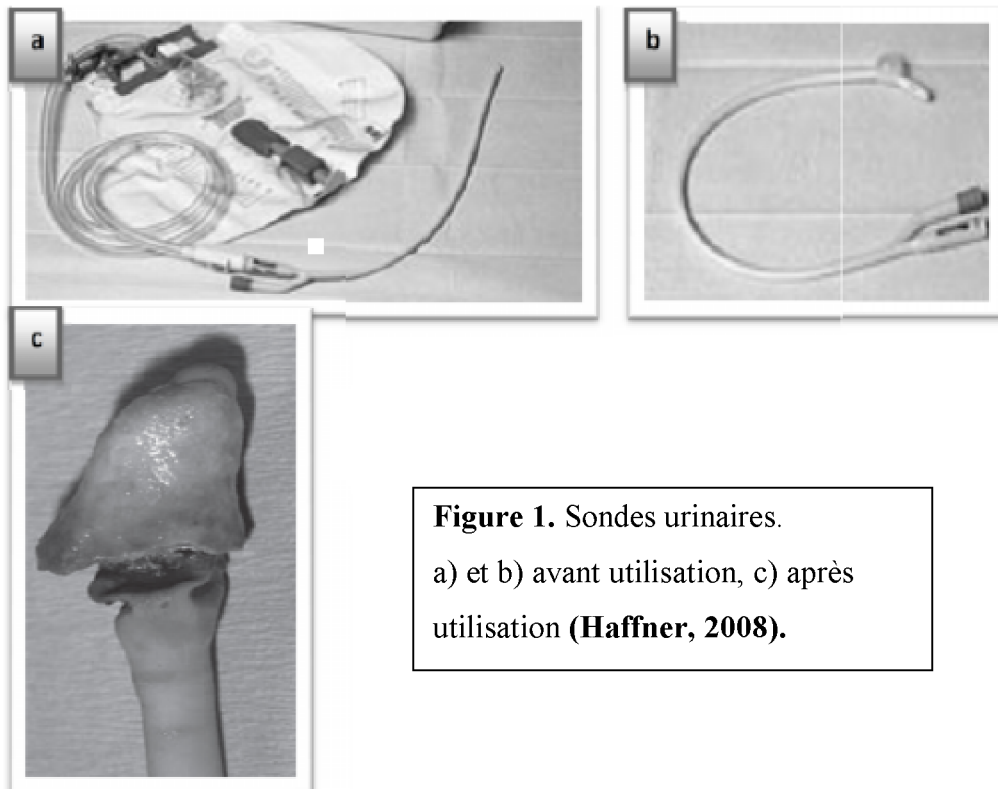 a
b
c
Figure 1. Sondes urinaires.
a) et b) avant utilisation, c) après
utilisation (Haffner, 2008).